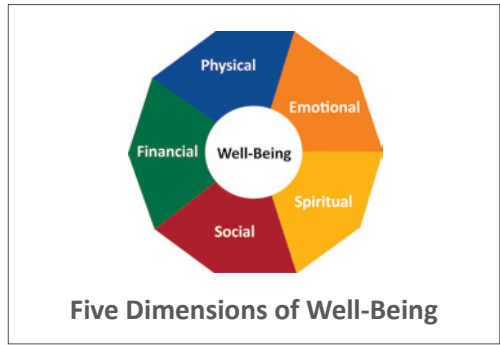 Physical
Emotional
Financial
Well-Being
Spiritual
Social
Five Dimensions of Well-Being